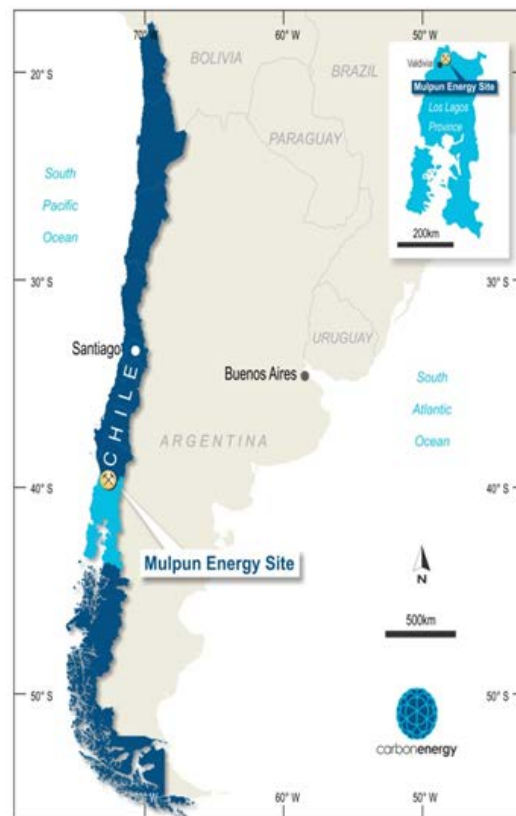 70° W
60° W
50° W
BOLIVIA
BRAZIL
20° S
Valdivia
Mulpun Energy Site
Los Lagos
Province
200km
PARAGUAY
South
Pacific
Ocean
30° S
30° S
URUGUAY
Santiago
Buenos Aires
CHILE
South
Atlantic
Ocean
ARGENTINA
40° S
40° S
Mulpun Energy Site
N
500km
50° S
50° S
carbonenergy
70° W
60° W
50° W